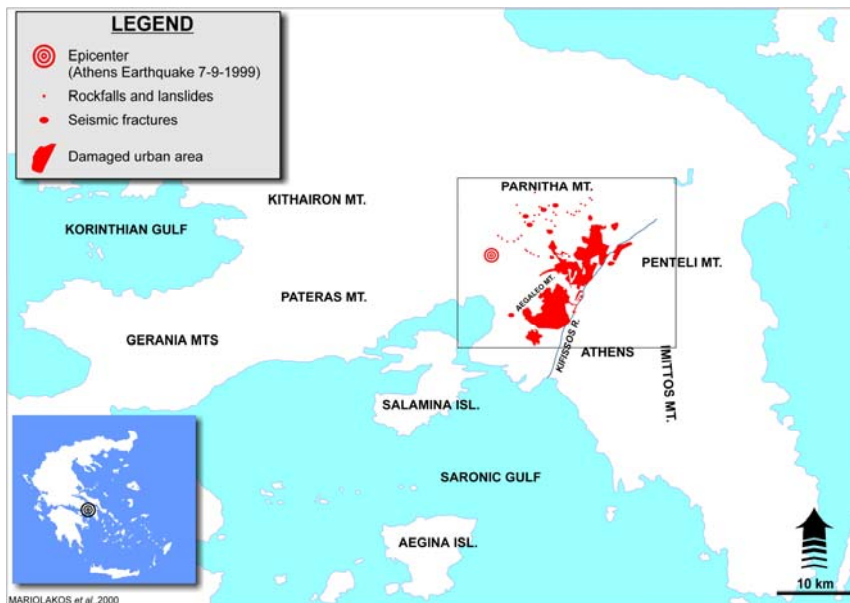 LEGEND
Epicenter
(Athens Earthquake 7-9-1999)
Rockfalls and lanslides
Seismic fractures
Damaged urban area
PARNITHA MT.
KITHAIRON MT.
KORINTHIAN GULF
PENTELI MT.
AEGALEO MT.
PATERAS MT.
GERANIA MTS
KIFISSOS R.
ATHENS
IMITTOS MT.
SALAMINA ISL.
SARONIC GULF
AEGINA ISL.
10 km
MARIOLAKOS et al, 2000